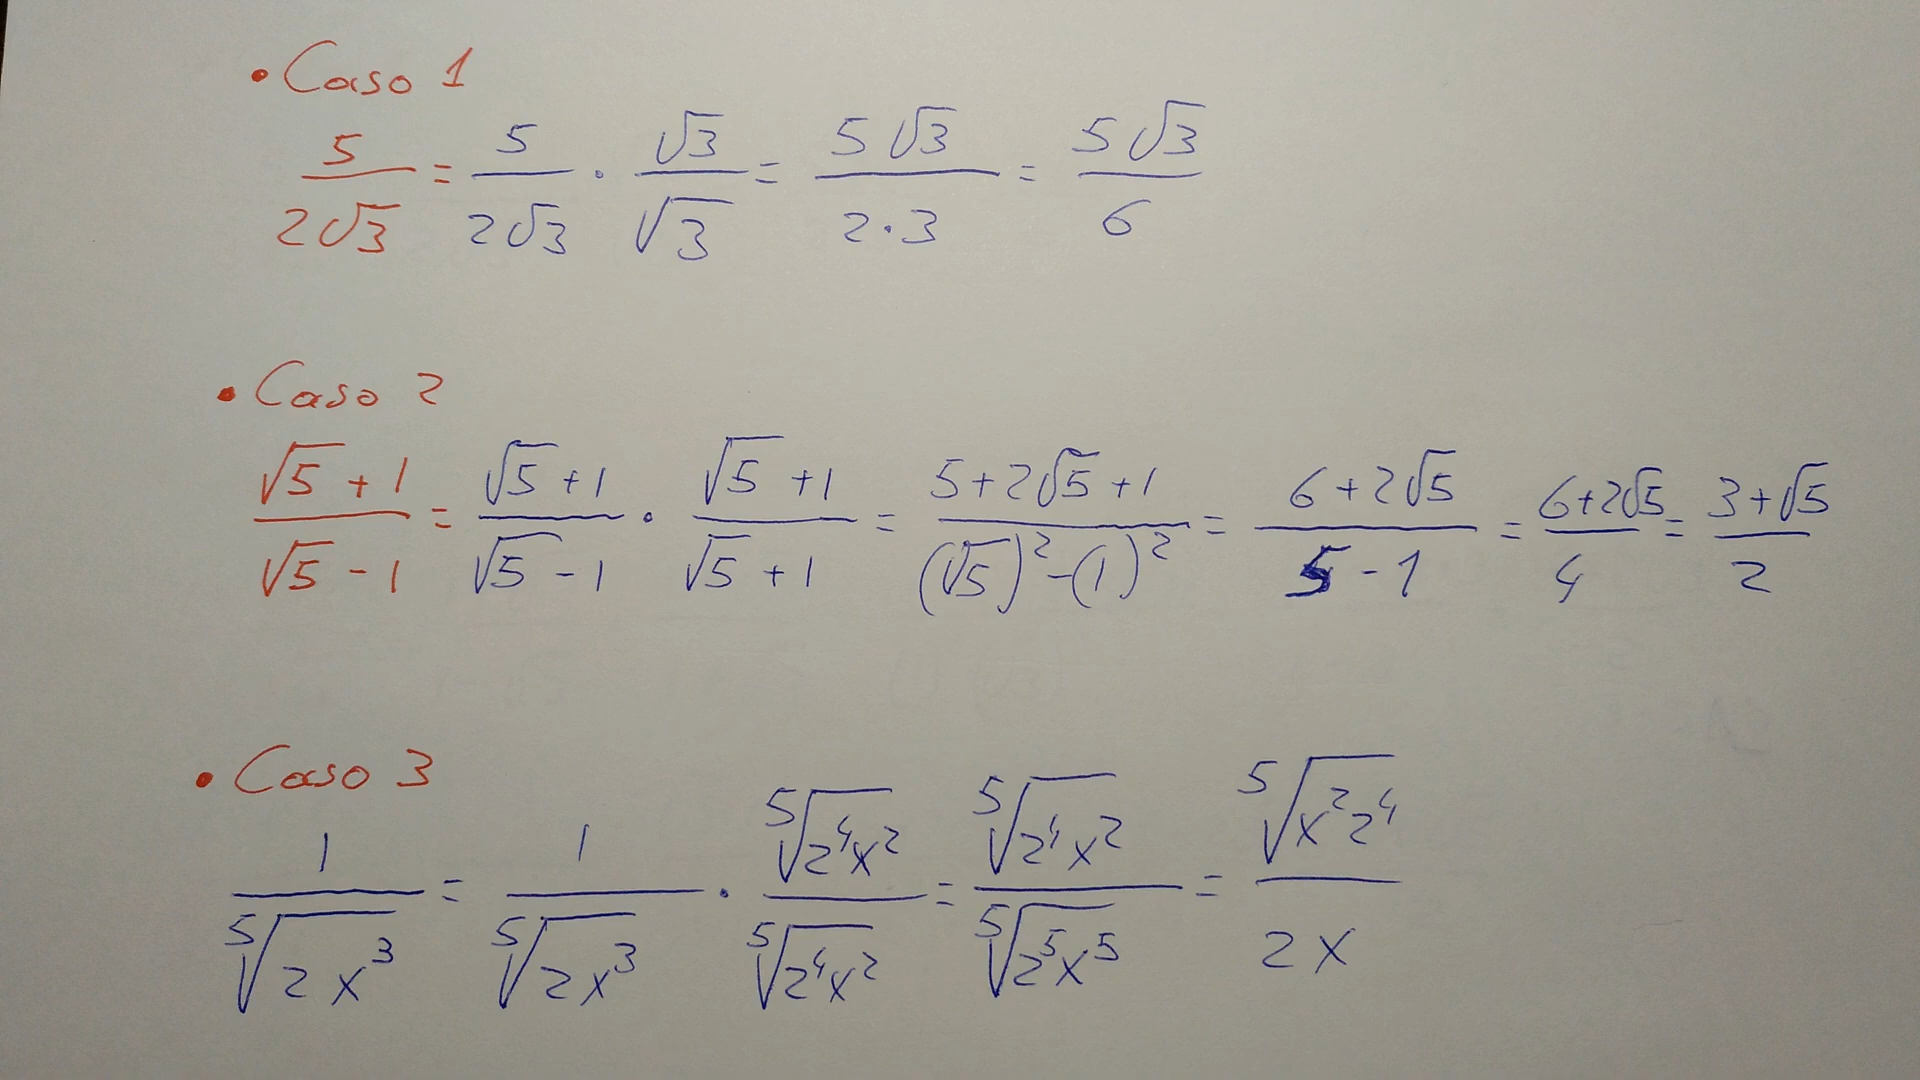 • Caso 1
5/(2√3) = 5/(2√3) · √3/√3 = 5√3/(2·3) = 5√3/6
• Caso 2
(√5+1)/(√5-1) = (√5+1)/(√5-1) · (√5+1)/(√5+1) = (5+2√5+1)/((√5)²-(1)²) = (6+2√5)/(5-1) = (6+2√5)/4 = (3+√5)/2
• Caso 3
1/⁵√(2x³) = 1/⁵√(2x³) · ⁵√(2⁴x²)/⁵√(2⁴x²) = ⁵√(2⁴x²)/⁵√(2⁵x⁵) = ⁵√(x²2⁴)/(2x)